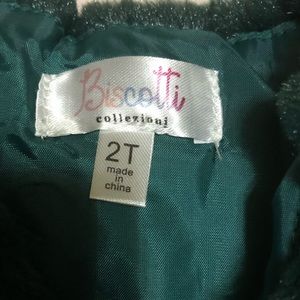 Biscotti
collezioni
2T
made in
china